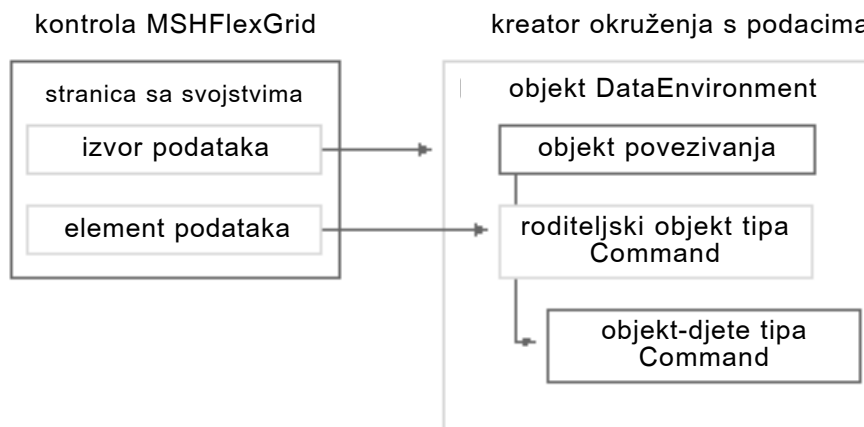 kontrola MSHFlexGrid
kreator okruženja s podacima
stranica sa svojstvima
izvor podataka
element podataka
objekt DataEnvironment
objekt povezivanja
roditeljski objekt tipa
Command
objekt-djete tipa
Command